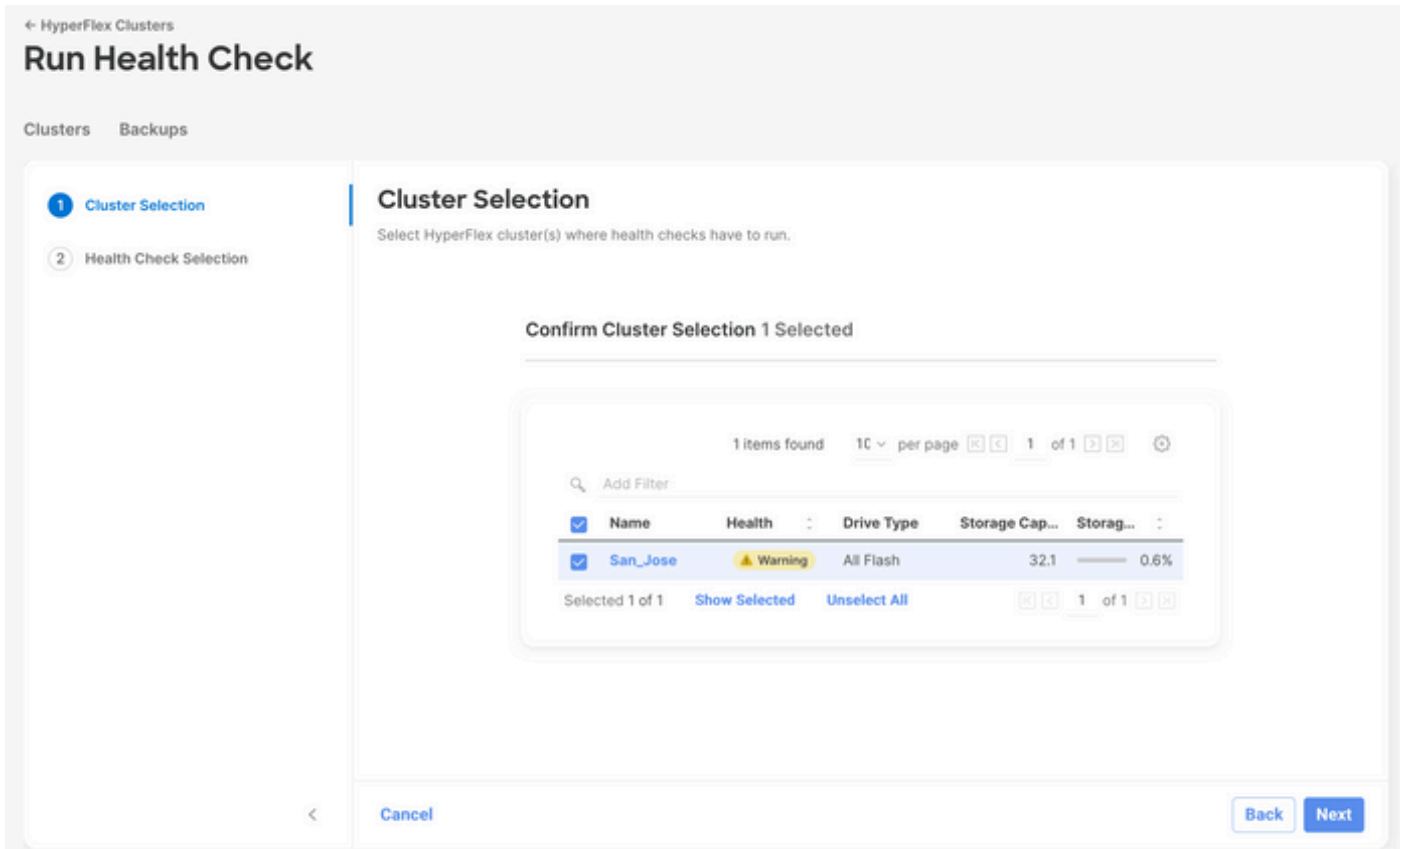 ← HyperFlex Clusters
Run Health Check
Clusters Backups
1 Cluster Selection
2 Health Check Selection
Cluster Selection
Select HyperFlex cluster(s) where health checks have to run.
Confirm Cluster Selection 1 Selected
1 items found 10 per page 1 of 1
Add Filter
Name Health Drive Type Storage Cap... Storag...
San_Jose Warning All Flash 32.1 0.6%
Selected 1 of 1 Show Selected Unselect All 1 of 1
Cancel Back Next